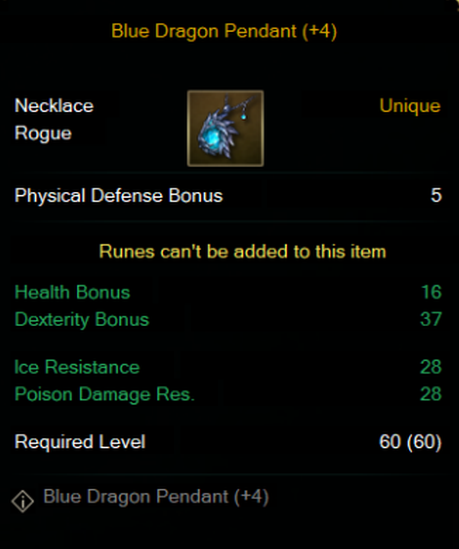 Blue Dragon Pendant (+4)
Necklace Unique
Rogue
Physical Defense Bonus 5
Runes can't be added to this item
Health Bonus 16
Dexterity Bonus 37
Ice Resistance 28
Poison Damage Res. 28
Required Level 60 (60)
Blue Dragon Pendant (+4)